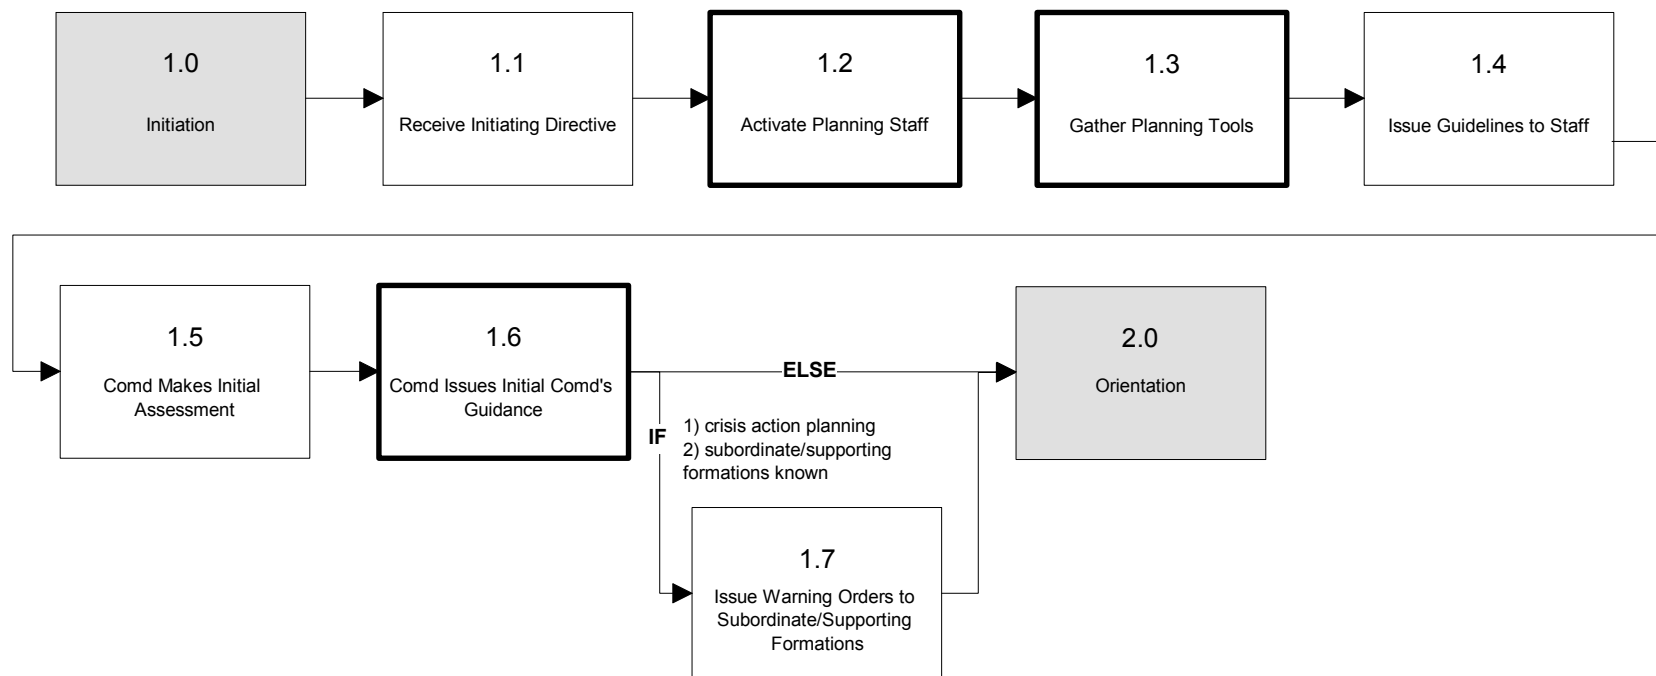 1.0
Initiation
1.1
Receive Initiating Directive
1.2
Activate Planning Staff
1.3
Gather Planning Tools
1.4
Issue Guidelines to Staff
1.5
Comd Makes Initial
Assessment
1.6
Comd Issues Initial Comd's
Guidance
ELSE
IF
1) crisis action planning
2) subordinate/supporting
formations known
2.0
Orientation
1.7
Issue Warning Orders to
Subordinate/Supporting
Formations